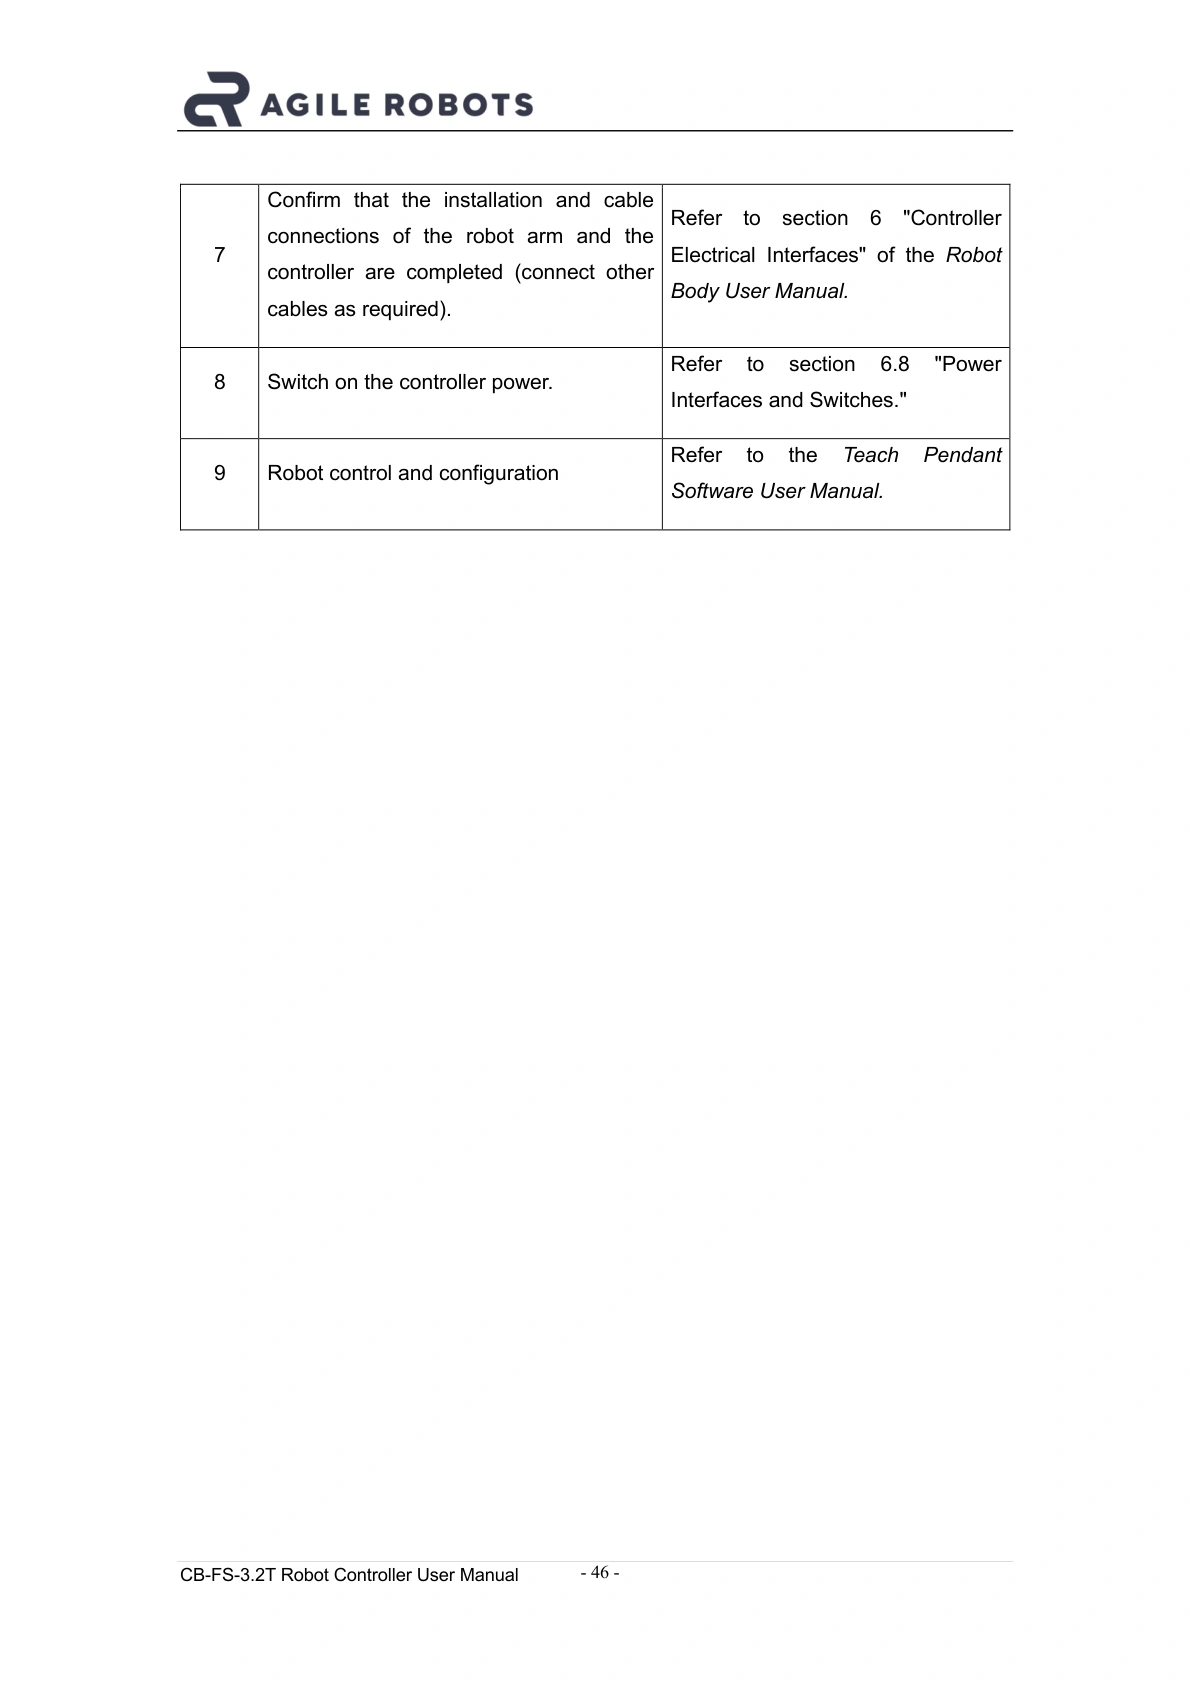 AGILE ROBOTS
7
Confirm that the installation and cable
connections of the robot arm and the
controller are completed (connect other
cables as required).
Refer to section 6 "Controller
Electrical Interfaces" of the Robot
Body User Manual.
8
Switch on the controller power.
Refer to section 6.8 "Power
Interfaces and Switches."
9
Robot control and configuration
Refer to the Teach Pendant
Software User Manual.
CB-FS-3.2T Robot Controller User Manual - 46 -